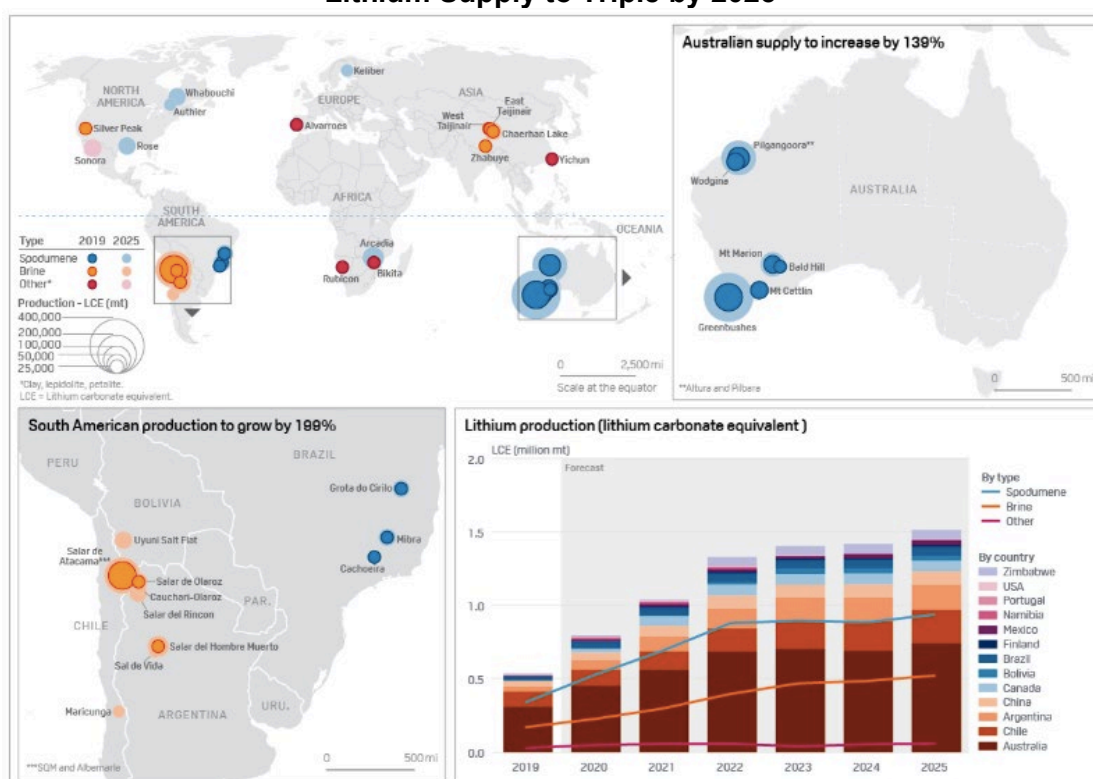 Lithium Supply to Triple by 2025
NORTH
AMERICA
Whabouchi
Authier
Silver Peak
Sonora
Rose
Keliber
EUROPE
Alvarroes
ASIA
East
Taijinair
West
Taijinair
Chaerhan Lake
Zhabuye
Yichun
AFRICA
SOUTH
AMERICA
OCEANIA
Arcadia
Rubicon
Bikita
Type 2019 2025
Spodumene
Brine
Other*
Production - LCE (mt)
400,000
200,000
100,000
50,000
25,000
*Clay, lepidolite, petalite.
LCE = Lithium carbonate equivalent.
0 2,500 mi
Scale at the equator
Australian supply to increase by 139%
Pilgangoora**
Wodgina
AUSTRALIA
Mt Marion
Bald Hill
Mt Cattlin
Greenbushes
**Altura and Pilbara
0 500 mi
South American production to grow by 199%
PERU
BRAZIL
BOLIVIA
Grota do Cirilo
Uyuni Salt Flat
Mibra
Cachoeira
Salar de
Atacama***
Salar de Olaroz
Cauchari-Olaroz
Salar del Rincon
PAR.
CHILE
Salar del Hombre Muerto
Sal de Vida
URU.
Maricunga
ARGENTINA
***SQM and Albemarle
0 500 mi
Lithium production (lithium carbonate equivalent )
LCE (million mt)
Forecast
2.0
1.5
1.0
0.5
0.0
2019 2020 2021 2022 2023 2024 2025
By type
Spodumene
Brine
Other
By country
Zimbabwe
USA
Portugal
Namibia
Mexico
Finland
Brazil
Bolivia
Canada
China
Argentina
Chile
Australia